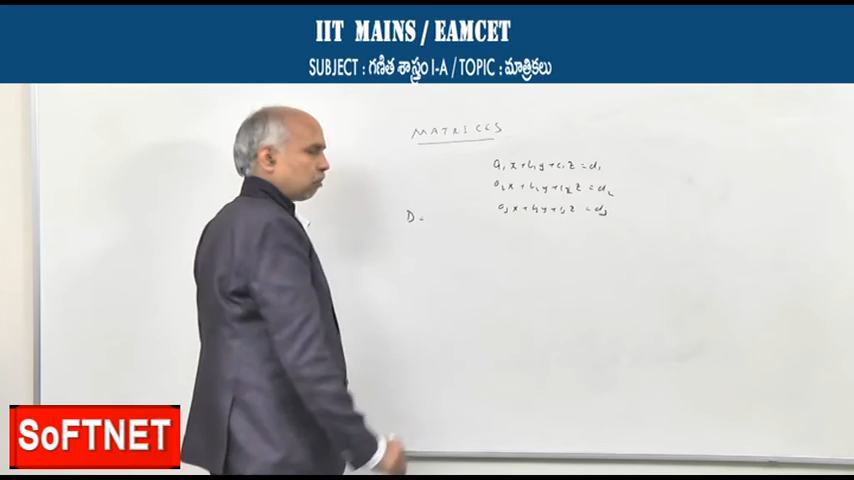 IIT MAINS / EAMCET
SUBJECT : గణిత శాస్త్రం I-A / TOPIC : మాత్రికలు
MATRICES
a₁x+b₁y+c₁z=d₁
a₂x+b₂y+c₂z=d₂
a₃x+b₃y+c₃z=d₃
D =
SoFTNET